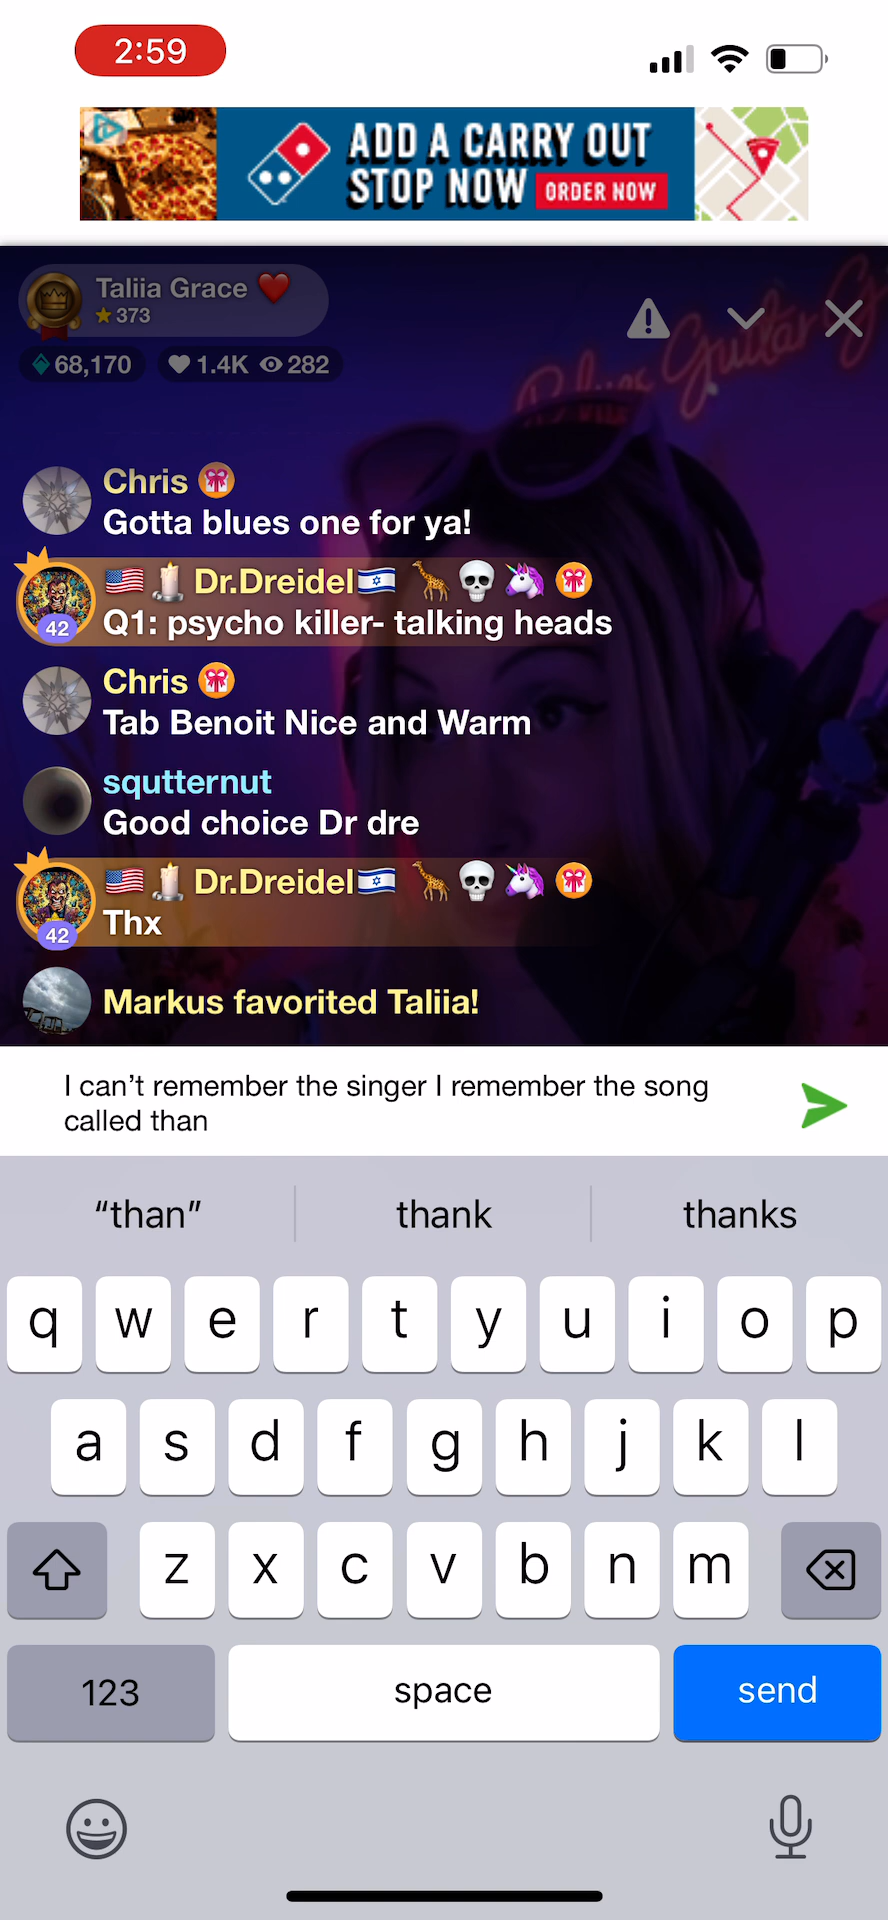 2:59
ADD A CARRY OUT
STOP NOW ORDER NOW
Taliia Grace ❤️
373
68,170 1.4K 282
Blues Guitar G
Chris
Gotta blues one for ya!
Dr.Dreidel
42
Q1: psycho killer- talking heads
Chris
Tab Benoit Nice and Warm
squtternut
Good choice Dr dre
Dr.Dreidel
42
Thx
Markus favorited Taliia!
I can’t remember the singer I remember the song
called than
“than” thank thanks
q w e r t y u i o p
a s d f g h j k l
z x c v b n m
123 space send